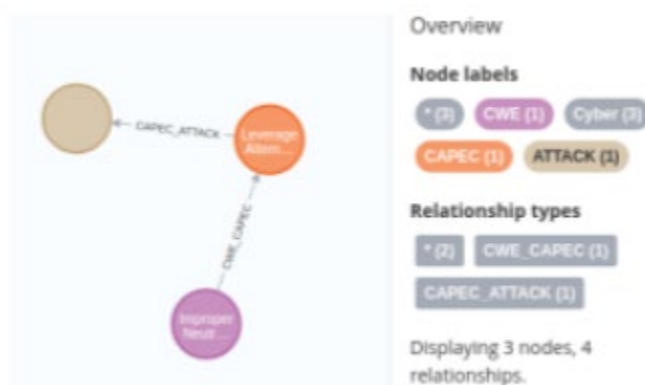 Overview
Node labels
* (3) CWE (1) Cyber (3)
CAPEC (1) ATTACK (1)
Relationship types
* (2) CWE_CAPEC (1)
CAPEC_ATTACK (1)
Displaying 3 nodes, 4
relationships.
CAPEC_ATTACK
Leverage
Altern...
CWE_CAPEC
Improper
Neutr...